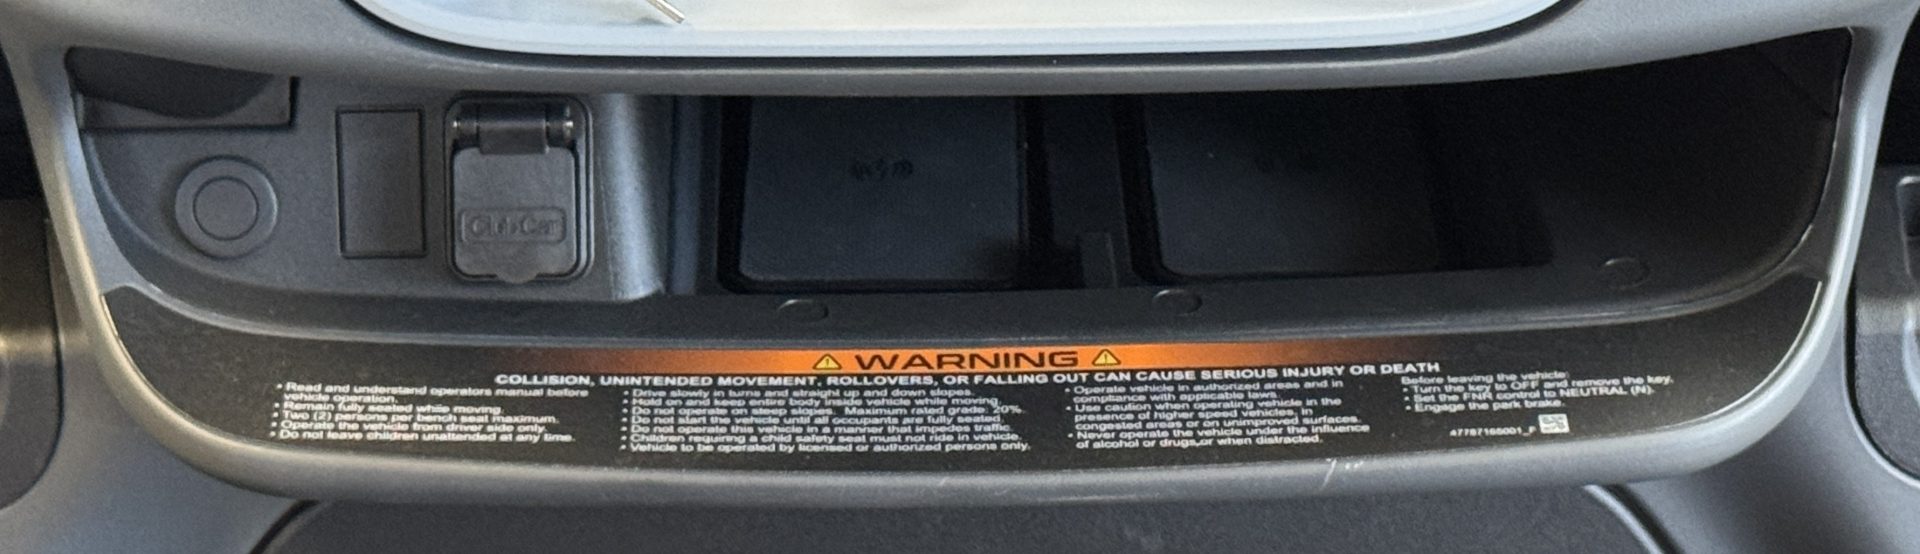 Club Car
WARNING
COLLISION, UNINTENDED MOVEMENT, ROLLOVERS, OR FALLING OUT CAN CAUSE SERIOUS INJURY OR DEATH
• Read and understand operators manual before
vehicle operation.
• Remain fully seated while moving.
• Two (2) persons per bench seat maximum.
• Operate the vehicle from driver side only.
• Do not leave children unattended at any time.
• Drive slowly in turns and straight up and down slopes.
• Hold on and keep entire body inside vehicle while moving.
• Do not operate on steep slopes. Maximum rated grade: 20%.
• Do not start the vehicle until all occupants are fully seated.
• Do not operate this vehicle in a manner that impedes traffic.
• Children requiring a child safety seat must not ride in vehicle.
• Vehicle to be operated by licensed or authorized persons only.
• Operate vehicle in authorized areas and in
compliance with applicable laws.
• Use caution when operating vehicle in the
presence of higher speed vehicles, in
congested areas or on unimproved surfaces.
• Never operate the vehicle under the influence
of alcohol or drugs,or when distracted.
Before leaving the vehicle:
• Turn the key to OFF and remove the key.
• Set the FNR control to NEUTRAL (N).
• Engage the park brake.
47787165001_F